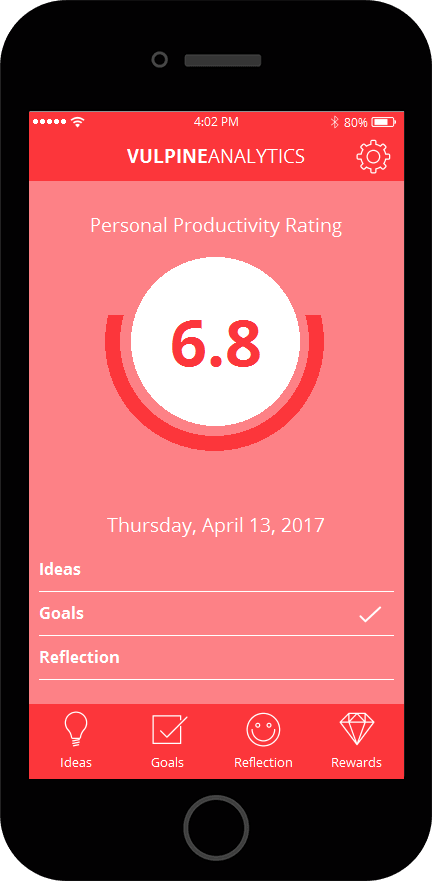 4:02 PM 80%
VULPINEANALYTICS
Personal Productivity Rating
6.8
Thursday, April 13, 2017
Ideas
Goals
Reflection
Ideas Goals Reflection Rewards